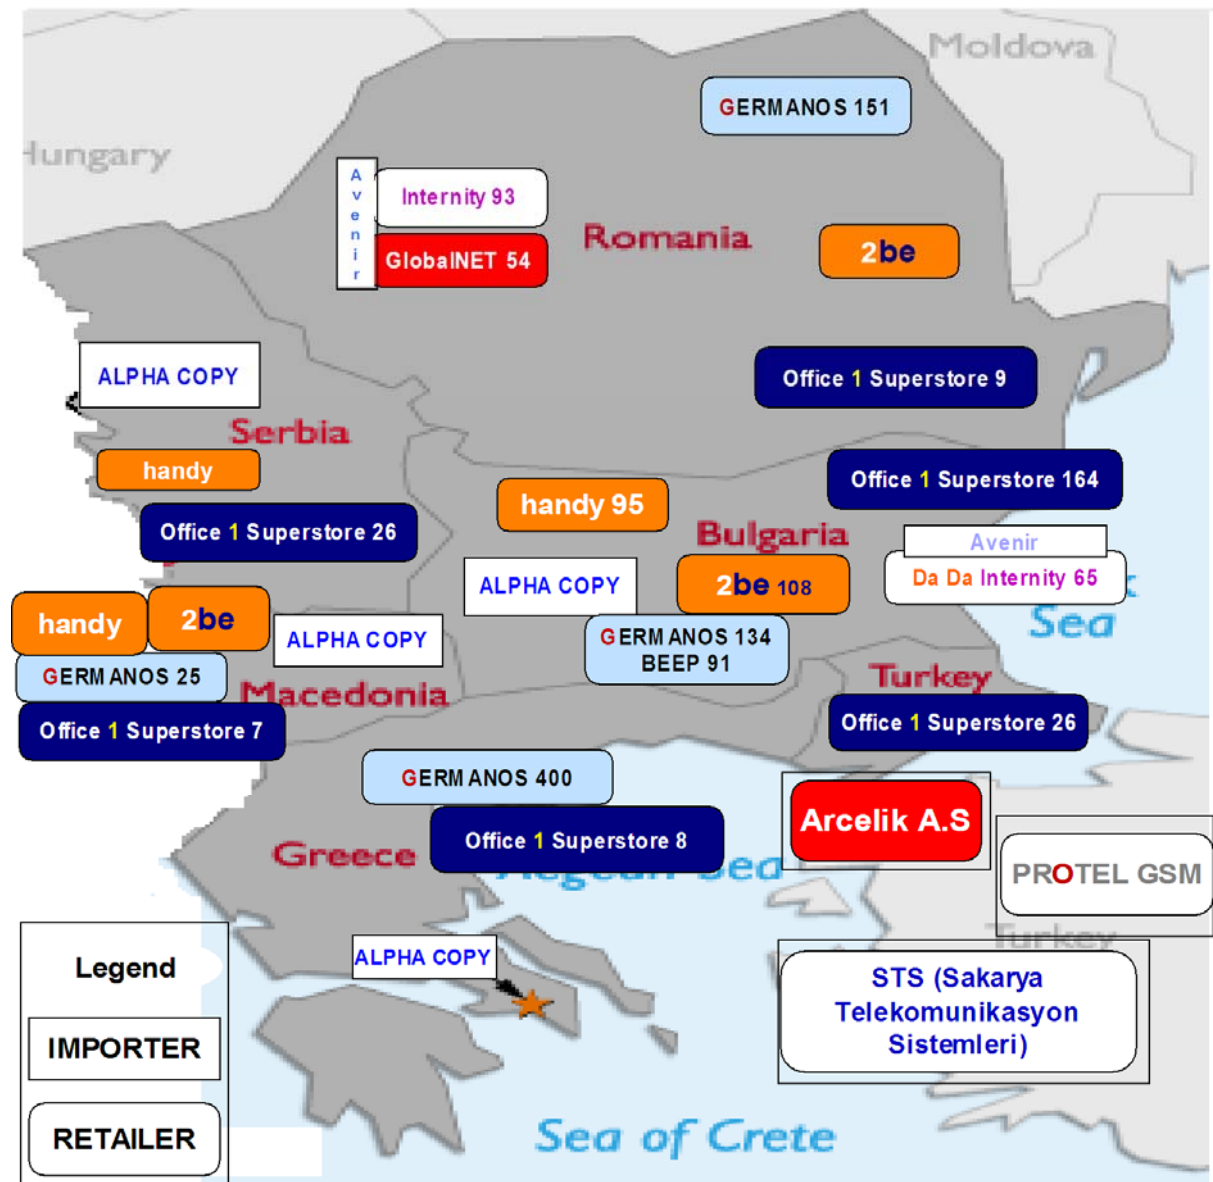 Moldova
GERMANOS 151
Hungary
Avenir
Internity 93
GlobalNET 54
Romania
2be
ALPHA COPY
Office 1 Superstore 9
Serbia
handy
Office 1 Superstore 164
handy 95
Office 1 Superstore 26
Bulgaria
Avenir
Da Da Internity 65
ALPHA COPY
2be 108
Sea
handy
2be
ALPHA COPY
GERMANOS 134
BEEP 91
GERMANOS 25
Macedonia
Turkey
Office 1 Superstore 7
Office 1 Superstore 26
GERMANOS 400
Arcelik A.S
Office 1 Superstore 8
Greece
Aegean Sea
PROTEL GSM
Turkey
ALPHA COPY
Legend
STS (Sakarya
Telekomunikasyon
Sistemleri)
IMPORTER
RETAILER
Sea of Crete